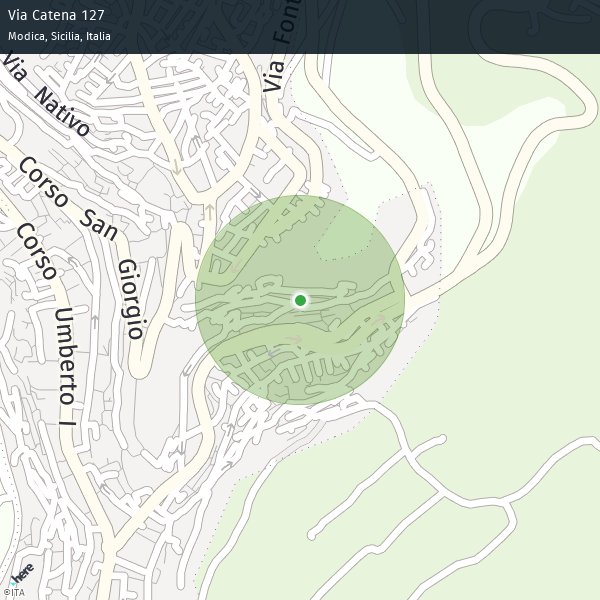 Via Catena 127
Modica, Sicilia, Italia
Via Font
Via Nativo
Corso San Giorgio
Corso Umberto I
here
©ITA